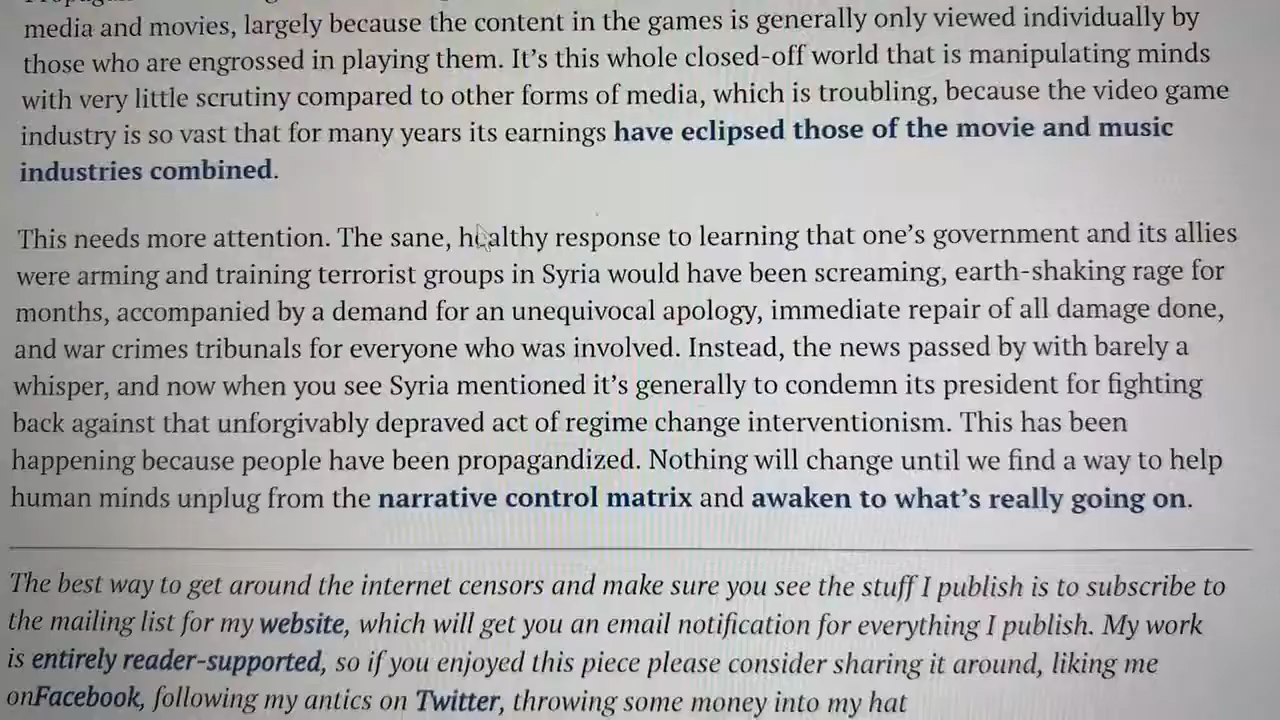 media and movies, largely because the content in the games is generally only viewed individually by
those who are engrossed in playing them. It's this whole closed-off world that is manipulating minds
with very little scrutiny compared to other forms of media, which is troubling, because the video game
industry is so vast that for many years its earnings have eclipsed those of the movie and music
industries combined.
This needs more attention. The sane, healthy response to learning that one's government and its allies
were arming and training terrorist groups in Syria would have been screaming, earth-shaking rage for
months, accompanied by a demand for an unequivocal apology, immediate repair of all damage done,
and war crimes tribunals for everyone who was involved. Instead, the news passed by with barely a
whisper, and now when you see Syria mentioned it's generally to condemn its president for fighting
back against that unforgivably depraved act of regime change interventionism. This has been
happening because people have been propagandized. Nothing will change until we find a way to help
human minds unplug from the narrative control matrix and awaken to what's really going on.
The best way to get around the internet censors and make sure you see the stuff I publish is to subscribe to
the mailing list for my website, which will get you an email notification for everything I publish. My work
is entirely reader-supported, so if you enjoyed this piece please consider sharing it around, liking me
onFacebook, following my antics on Twitter, throwing some money into my hat